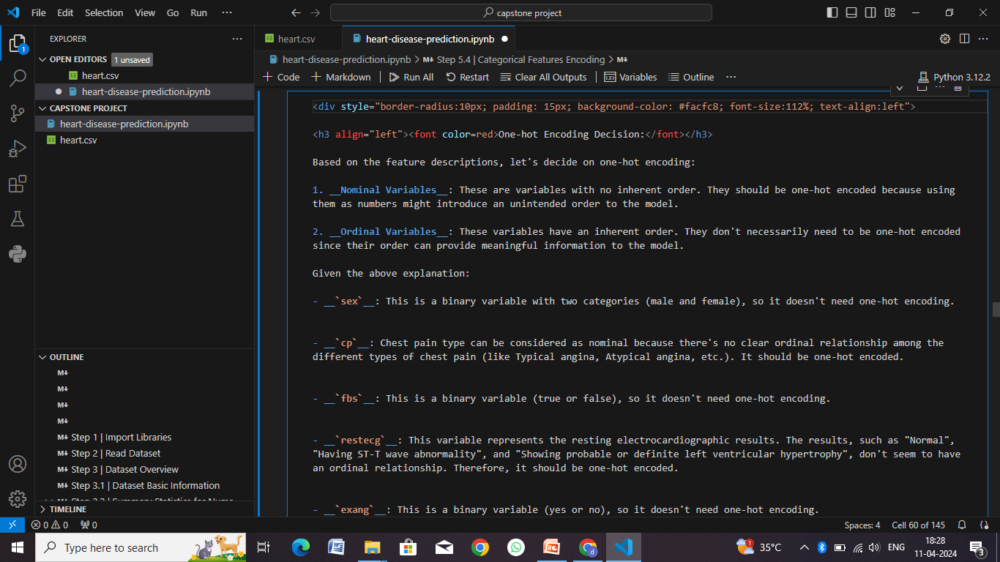 File Edit Selection View Go Run ··· capstone project
EXPLORER ···
OPEN EDITORS 1 unsaved
heart.csv
heart-disease-prediction.ipynb
CAPSTONE PROJECT
heart-disease-prediction.ipynb
heart.csv
OUTLINE
M↓
M↓
M↓
M↓
M↓ Step 1 | Import Libraries
M↓ Step 2 | Read Dataset
M↓ Step 3 | Dataset Overview
M↓ Step 3.1 | Dataset Basic Information
TIMELINE
heart.csv heart-disease-prediction.ipynb
heart-disease-prediction.ipynb > M↓ Step 5.4 | Categorical Features Encoding > M↓
+ Code + Markdown | Run All Restart Clear All Outputs | Variables Outline ··· Python 3.12.2
<div style="border-radius:10px; padding: 15px; background-color: #facfc8; font-size:112%; text-align:left">
<h3 align="left"><font color=red>One-hot Encoding Decision:</font></h3>
Based on the feature descriptions, let's decide on one-hot encoding:
1. __Nominal Variables__: These are variables with no inherent order. They should be one-hot encoded because using
them as numbers might introduce an unintended order to the model.
2. __Ordinal Variables__: These variables have an inherent order. They don't necessarily need to be one-hot encoded
since their order can provide meaningful information to the model.
Given the above explanation:
- __`sex`__: This is a binary variable with two categories (male and female), so it doesn't need one-hot encoding.
- __`cp`__: Chest pain type can be considered as nominal because there's no clear ordinal relationship among the
different types of chest pain (like Typical angina, Atypical angina, etc.). It should be one-hot encoded.
- __`fbs`__: This is a binary variable (true or false), so it doesn't need one-hot encoding.
- __`restecg`__: This variable represents the resting electrocardiographic results. The results, such as "Normal",
"Having ST-T wave abnormality", and "Showing probable or definite left ventricular hypertrophy", don't seem to have
an ordinal relationship. Therefore, it should be one-hot encoded.
- __`exang`__: This is a binary variable (yes or no), so it doesn't need one-hot encoding.
0 0 0 Spaces: 4 Cell 60 of 145
Type here to search 35°C ENG 18:28
11-04-2024 3